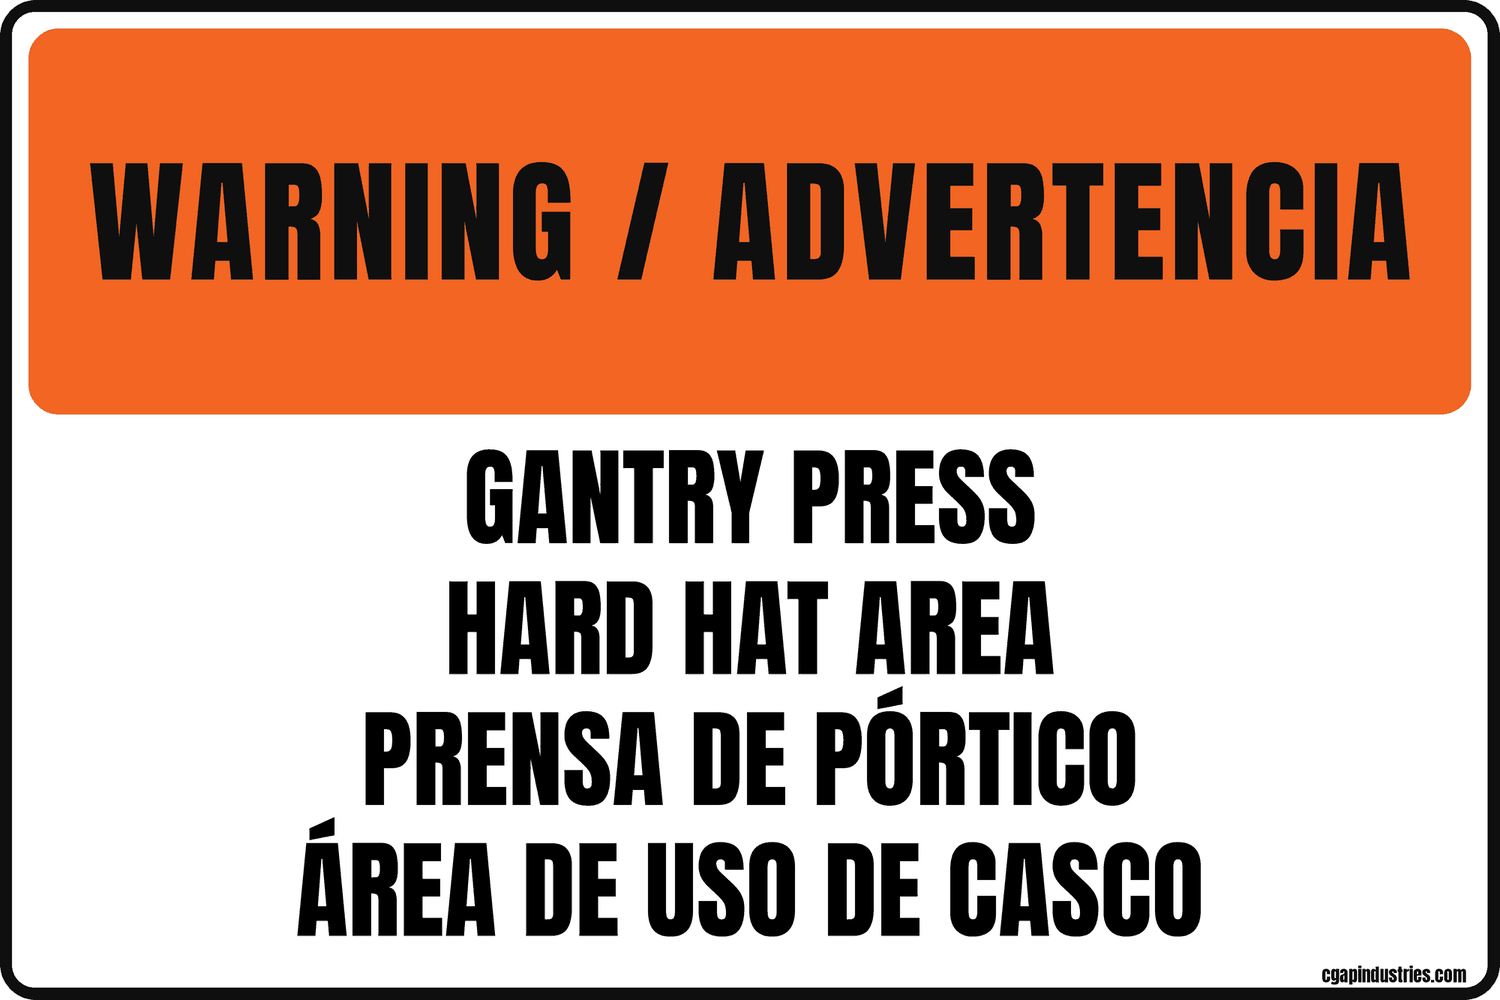 WARNING / ADVERTENCIA
GANTRY PRESS
HARD HAT AREA
PRENSA DE PÓRTICO
ÁREA DE USO DE CASCO
cgapindustries.com